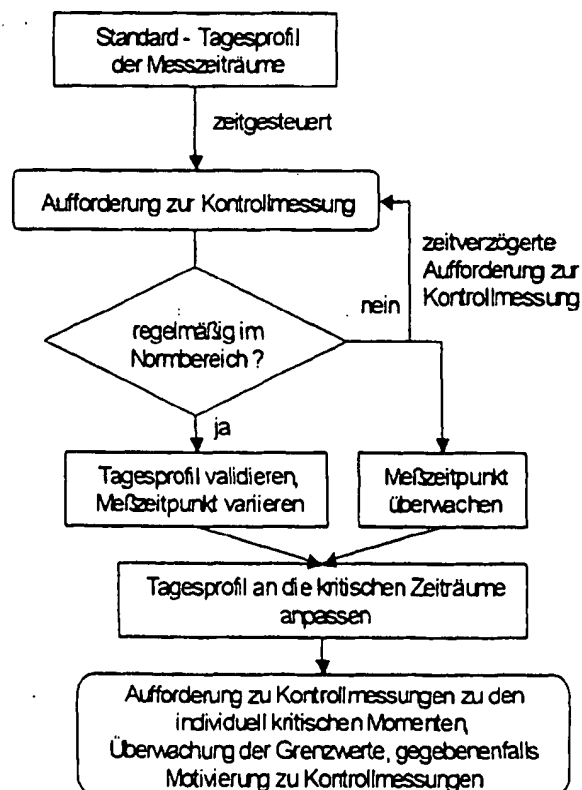 Standard - Tagesprofil
der Messzeiträume
zeitgesteuert
Aufforderung zur Kontrollmessung
zeitverzögerte
Aufforderung zur
Kontrollmessung
nein
regelmäßig im
Normbereich ?
ja
Tagesprofil validieren,
Meßzeitpunkt variieren
Meßzeitpunkt
überwachen
Tagesprofil an die kritischen Zeiträume
anpassen
Aufforderung zu Kontrollmessungen zu den
individuell kritischen Momenten,
Überwachung der Grenzwerte, gegebenenfalls
Motivierung zu Kontrollmessungen